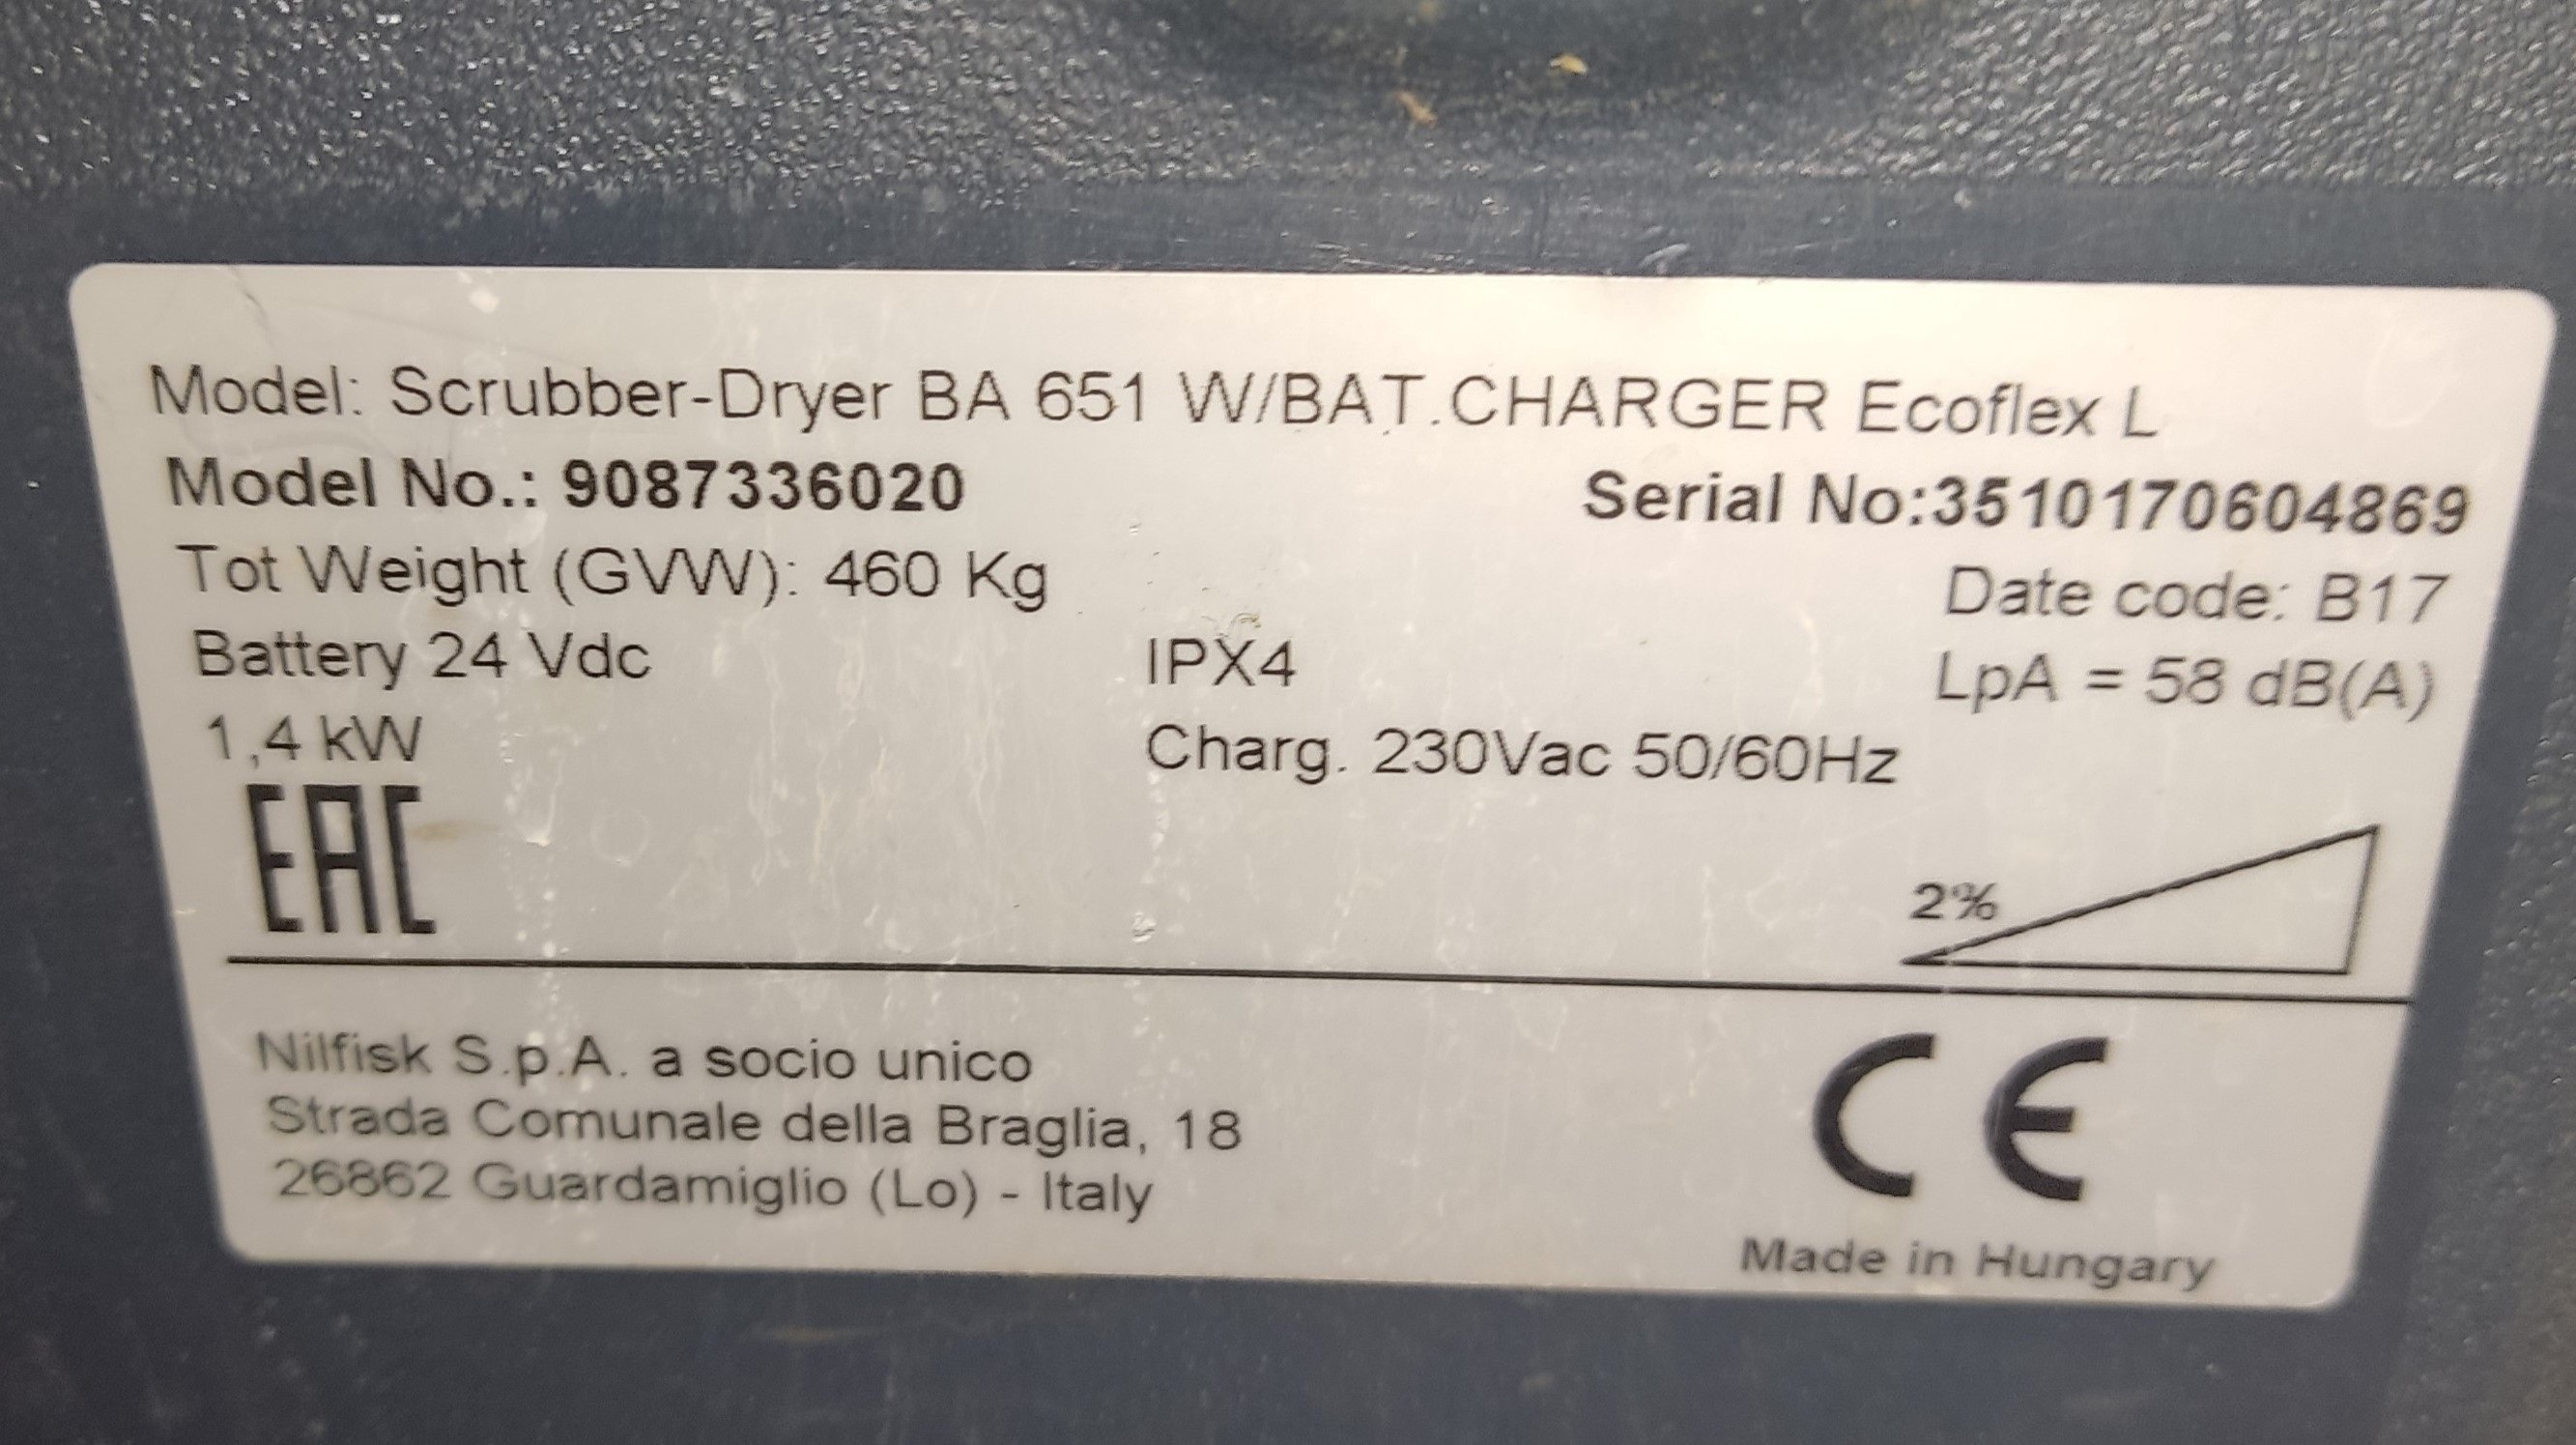 Model: Scrubber-Dryer BA 651 W/BAT.CHARGER Ecoflex L
Model No.: 9087336020 Serial No:3510170604869
Tot Weight (GVW): 460 Kg Date code: B17
Battery 24 Vdc IPX4 LpA = 58 dB(A)
1,4 kW Charg. 230Vac 50/60Hz
EAC
2%
Nilfisk S.p.A. a socio unico
Strada Comunale della Braglia, 18
26862 Guardamiglio (Lo) - Italy
CE
Made in Hungary